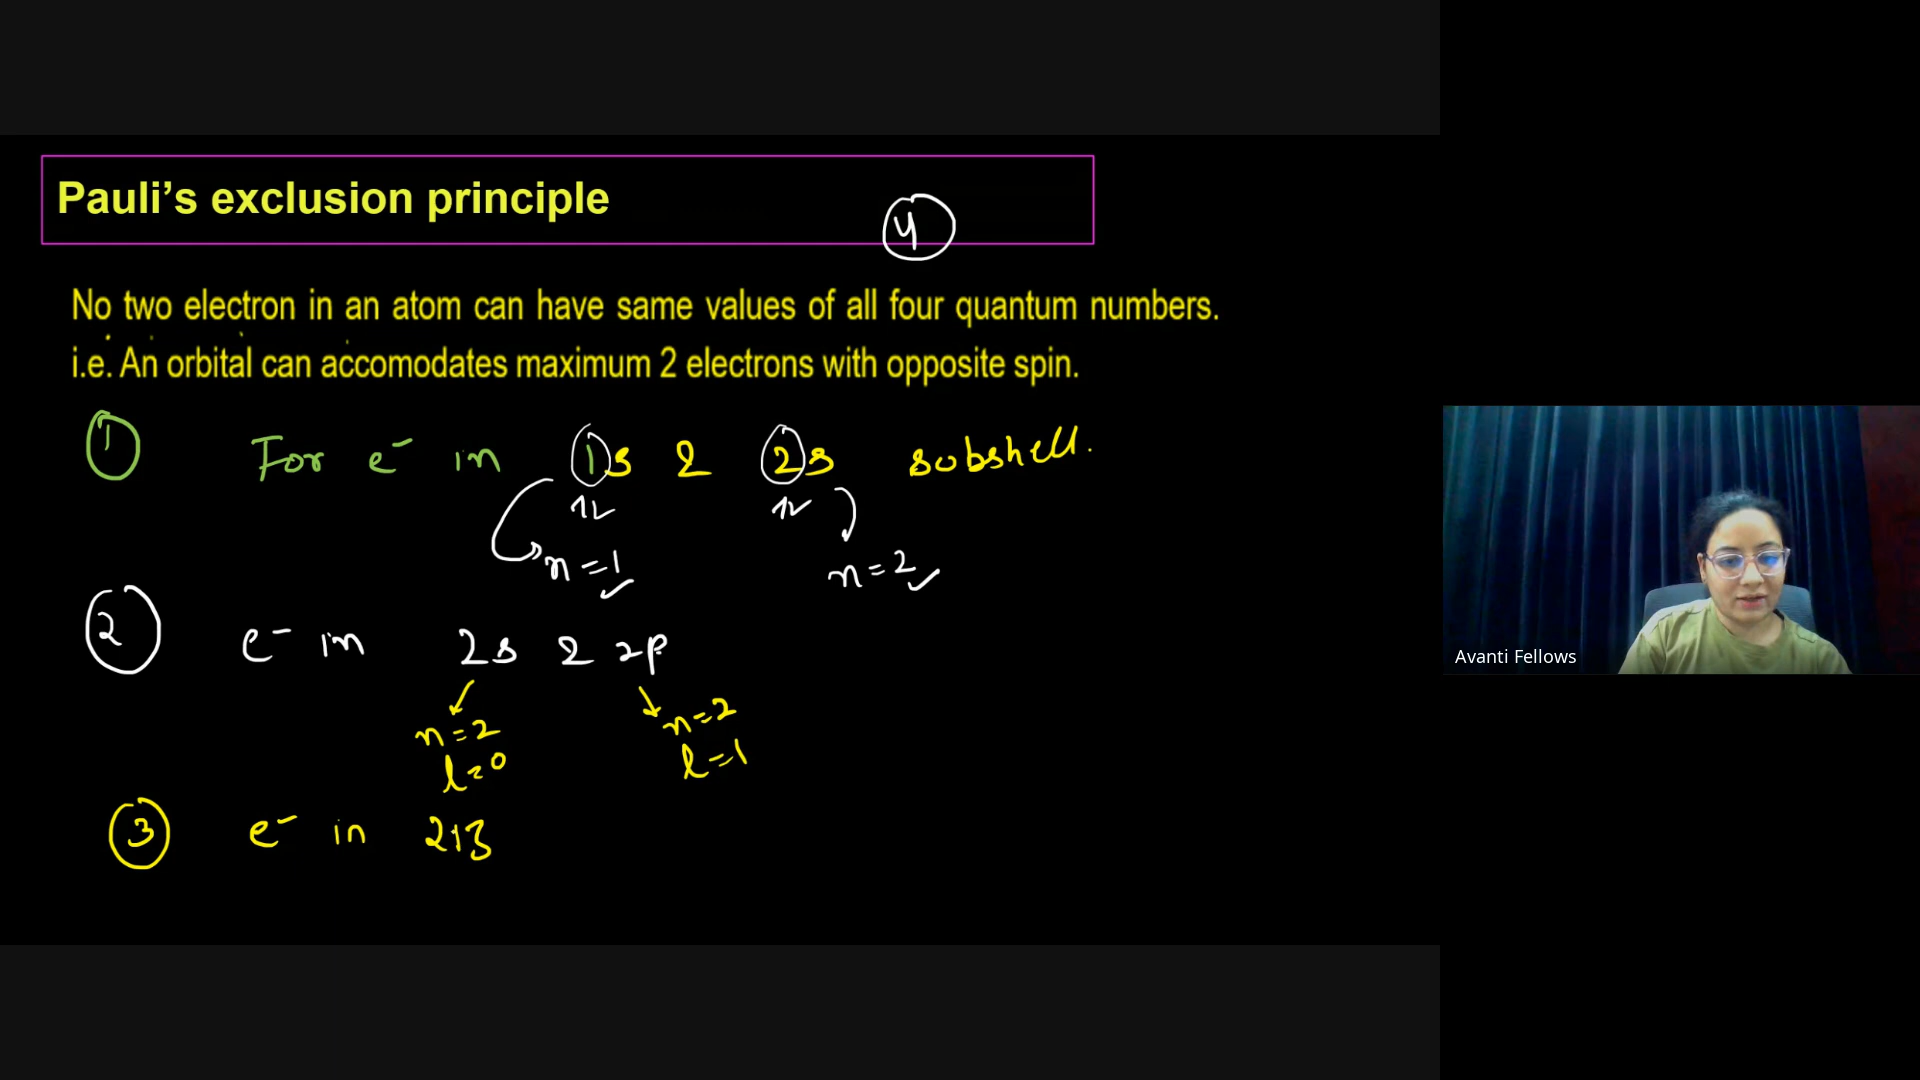 Pauli’s exclusion principle
4
No two electron in an atom can have same values of all four quantum numbers.
i.e. An orbital can accomodates maximum 2 electrons with opposite spin.
1 For e⁻ in 1s & 2s subshell.
1L 1L
n=1 n=2
2 e⁻ in 2s & 2p
n=2 n=2
l=0 l=1
3 e⁻ in
Avanti Fellows